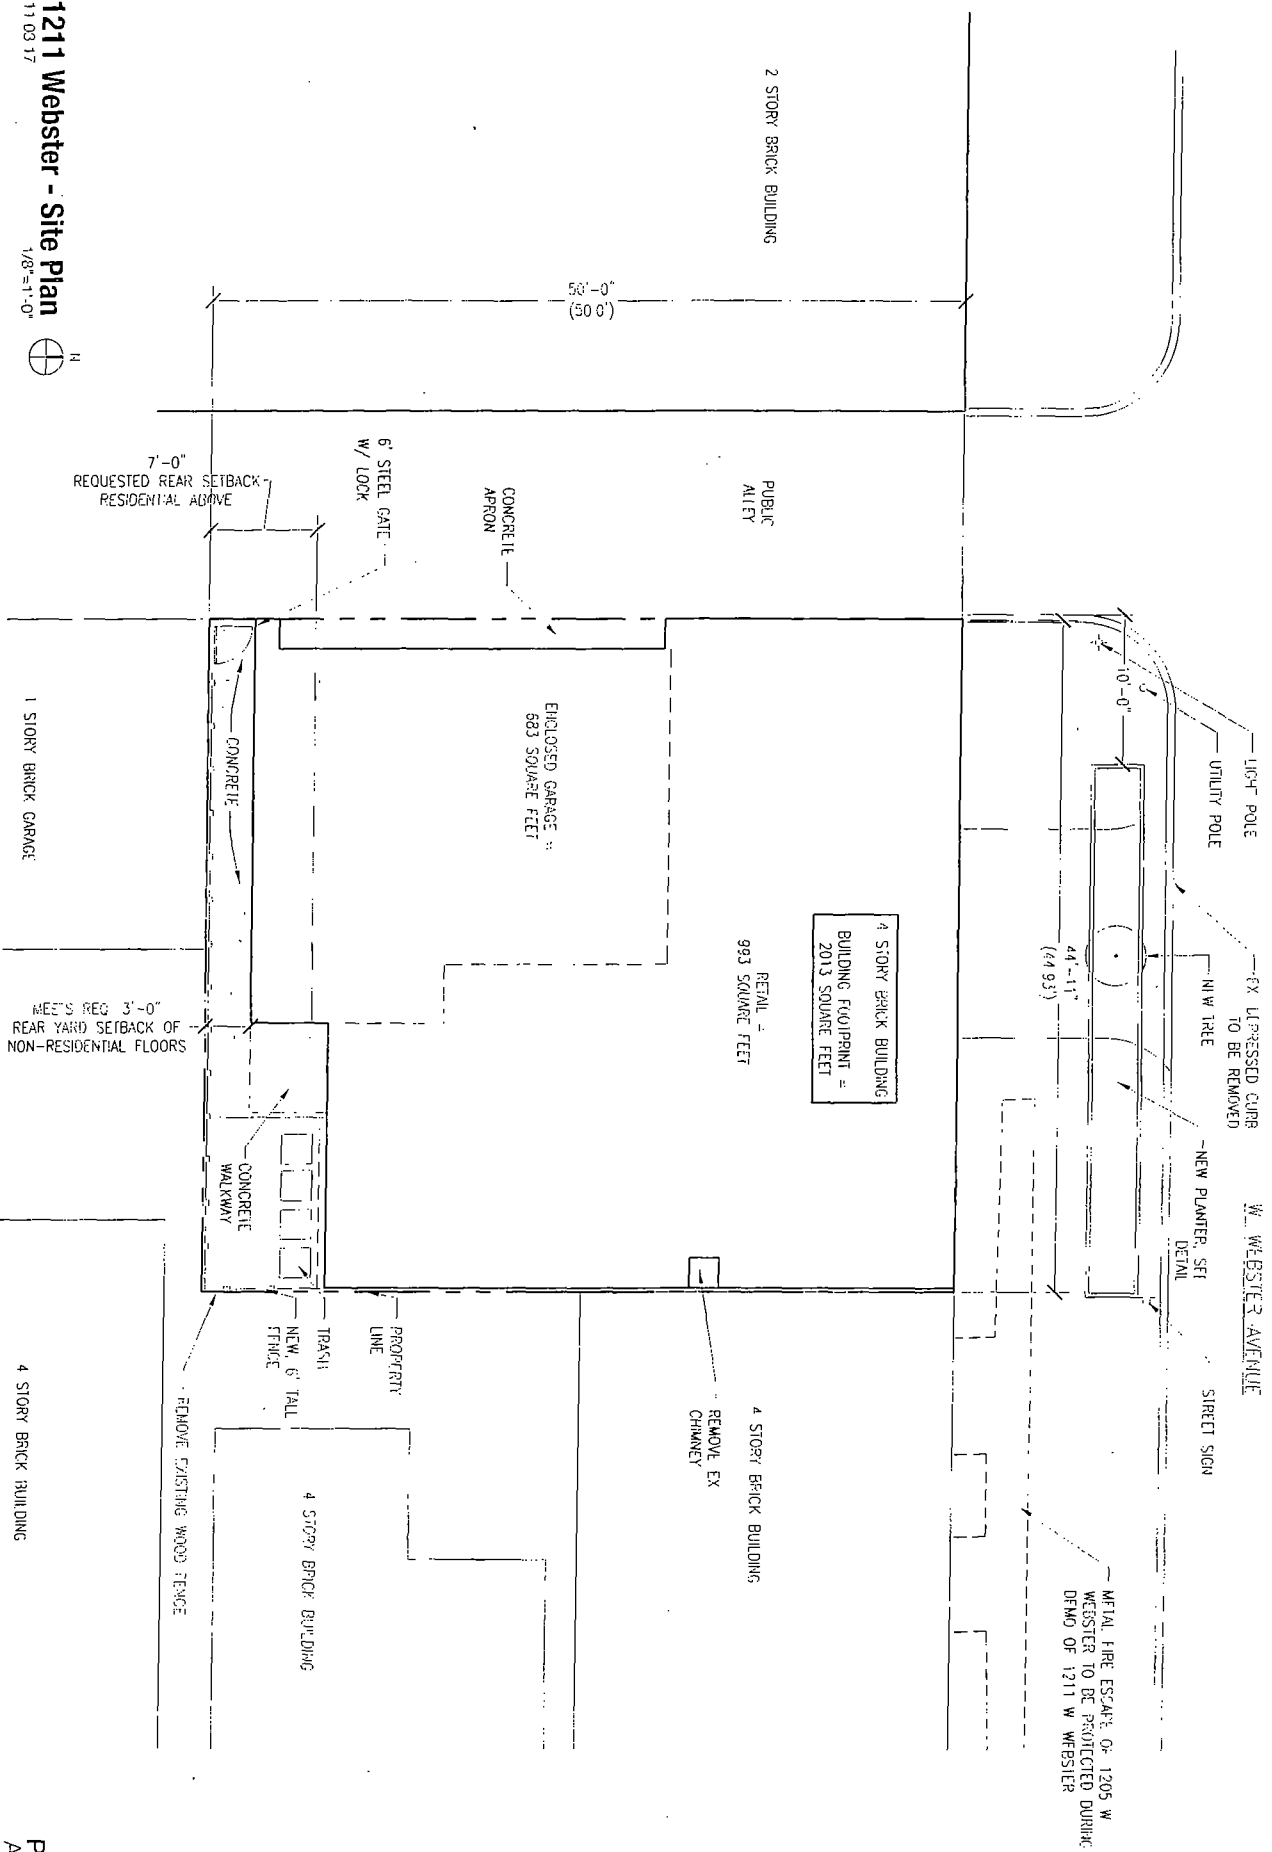 W. WEBSTER AVENUE
LIGHT POLE
UTILITY POLE
EX DEPRESSED CURB
TO BE REMOVED
NEW TREE
NEW PLANTER, SEE
DETAIL
STREET SIGN
METAL FIRE ESCAPE OF 1205 W
WEBSTER TO BE PROTECTED DURING
DEMO OF 1211 W WEBSTER
10'-0"
44'-11"
(44 93')
2 STORY BRICK BUILDING
50'-0"
(50 0')
PUBLIC
ALLEY
4 STORY BRICK BUILDING
BUILDING FOOTPRINT =
2013 SQUARE FEET
RETAIL =
993 SQUARE FEET
ENCLOSED GARAGE =
683 SQUARE FEET
CONCRETE
APRON
6' STEEL GATE
W/ LOCK
7'-0"
REQUESTED REAR SETBACK
RESIDENTIAL ABOVE
4 STORY BRICK BUILDING
REMOVE EX
CHIMNEY
PROPERTY
LINE
TRASH
NEW, 6' TALL
FENCE
4 STORY BRICK BUILDING
CONCRETE
CONCRETE
WALKWAY
REMOVE EXISTING WOOD FENCE
1 STORY BRICK GARAGE
MEETS REQ 3'-0"
REAR YARD SETBACK OF
NON-RESIDENTIAL FLOORS
4 STORY BRICK BUILDING
1211 Webster - Site Plan
11 03 17
1/8"=1'-0"
N
P
A